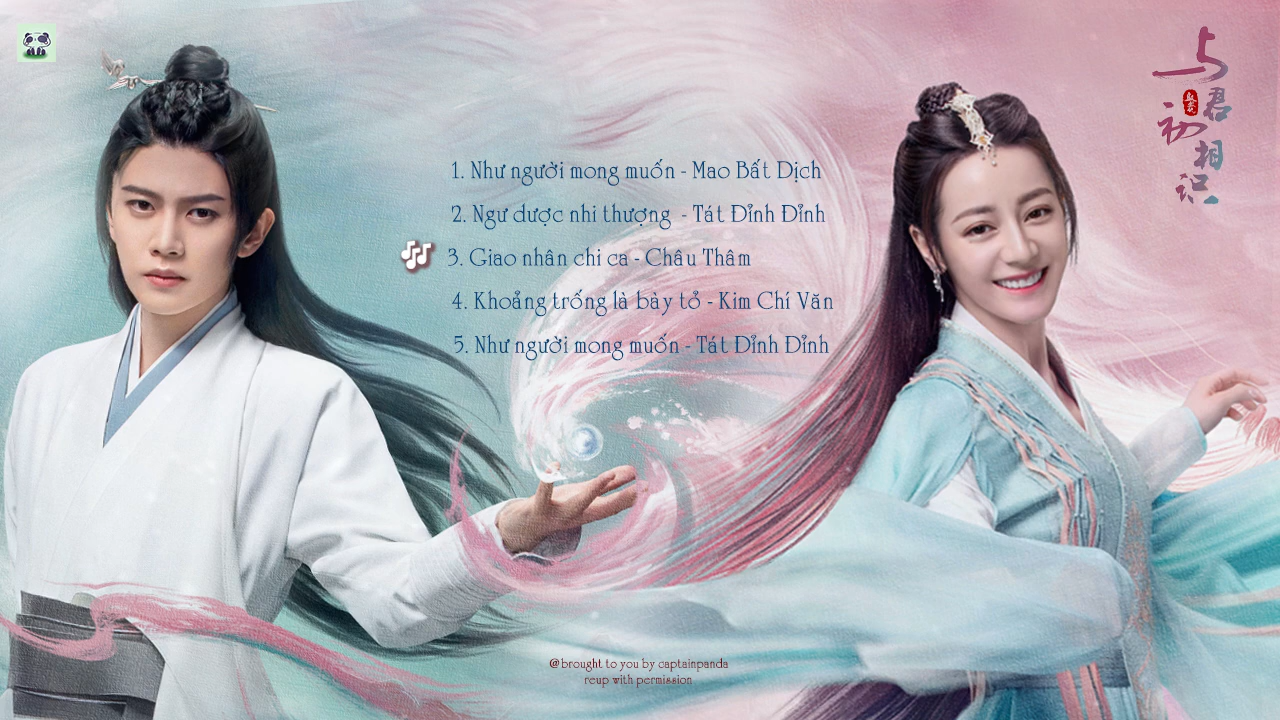 与君
初相识
1. Như người mong muốn - Mao Bất Dịch
2. Ngư dược nhi thượng - Tát Đỉnh Đỉnh
3. Giao nhân chi ca - Châu Thâm
4. Khoảng trống là bày tỏ - Kim Chí Văn
5. Như người mong muốn - Tát Đỉnh Đỉnh
@brought to you by captainpanda
reup with permission